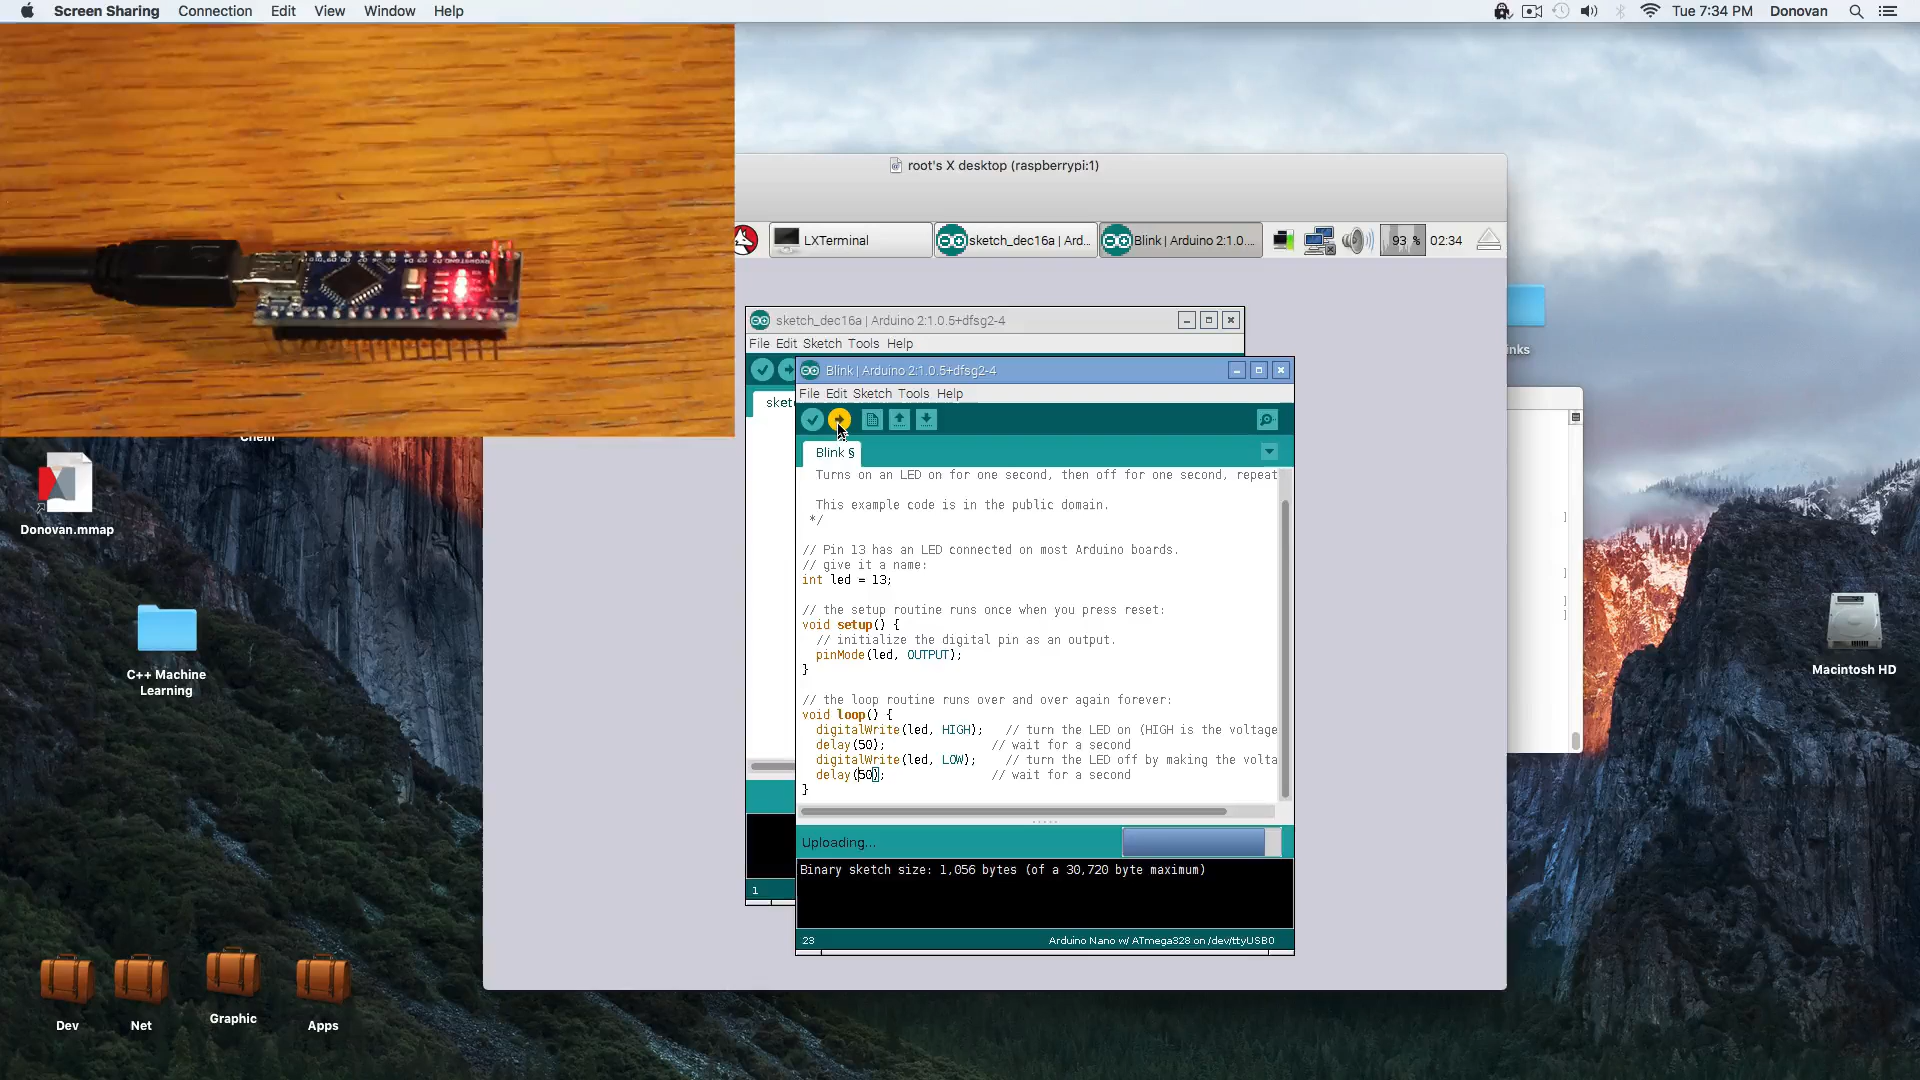 Screen Sharing Connection Edit View Window Help
Tue 7:34 PM Donovan
root's X desktop (raspberrypi:1)
LXTerminal
sketch_dec16a | Ard...
Blink | Arduino 2:1.0....
93 %
02:34
inks
sketch_dec16a | Arduino 2:1.0.5+dfsg2-4
File Edit Sketch Tools Help
sket
Blink | Arduino 2:1.0.5+dfsg2-4
File Edit Sketch Tools Help
Blink §
Turns on an LED on for one second, then off for one second, repeat
This example code is in the public domain.
*/
// Pin 13 has an LED connected on most Arduino boards.
// give it a name:
int led = 13;
// the setup routine runs once when you press reset:
void setup() {
// initialize the digital pin as an output.
pinMode(led, OUTPUT);
}
// the loop routine runs over and over again forever:
void loop() {
digitalWrite(led, HIGH); // turn the LED on (HIGH is the voltage
delay(50); // wait for a second
digitalWrite(led, LOW); // turn the LED off by making the volta
delay(50); // wait for a second
}
Uploading...
Binary sketch size: 1,056 bytes (of a 30,720 byte maximum)
1
23
Arduino Nano w/ ATmega328 on /dev/ttyUSB0
Chem
Donovan.mmap
C++ Machine
Learning
Macintosh HD
Dev
Net
Graphic
Apps